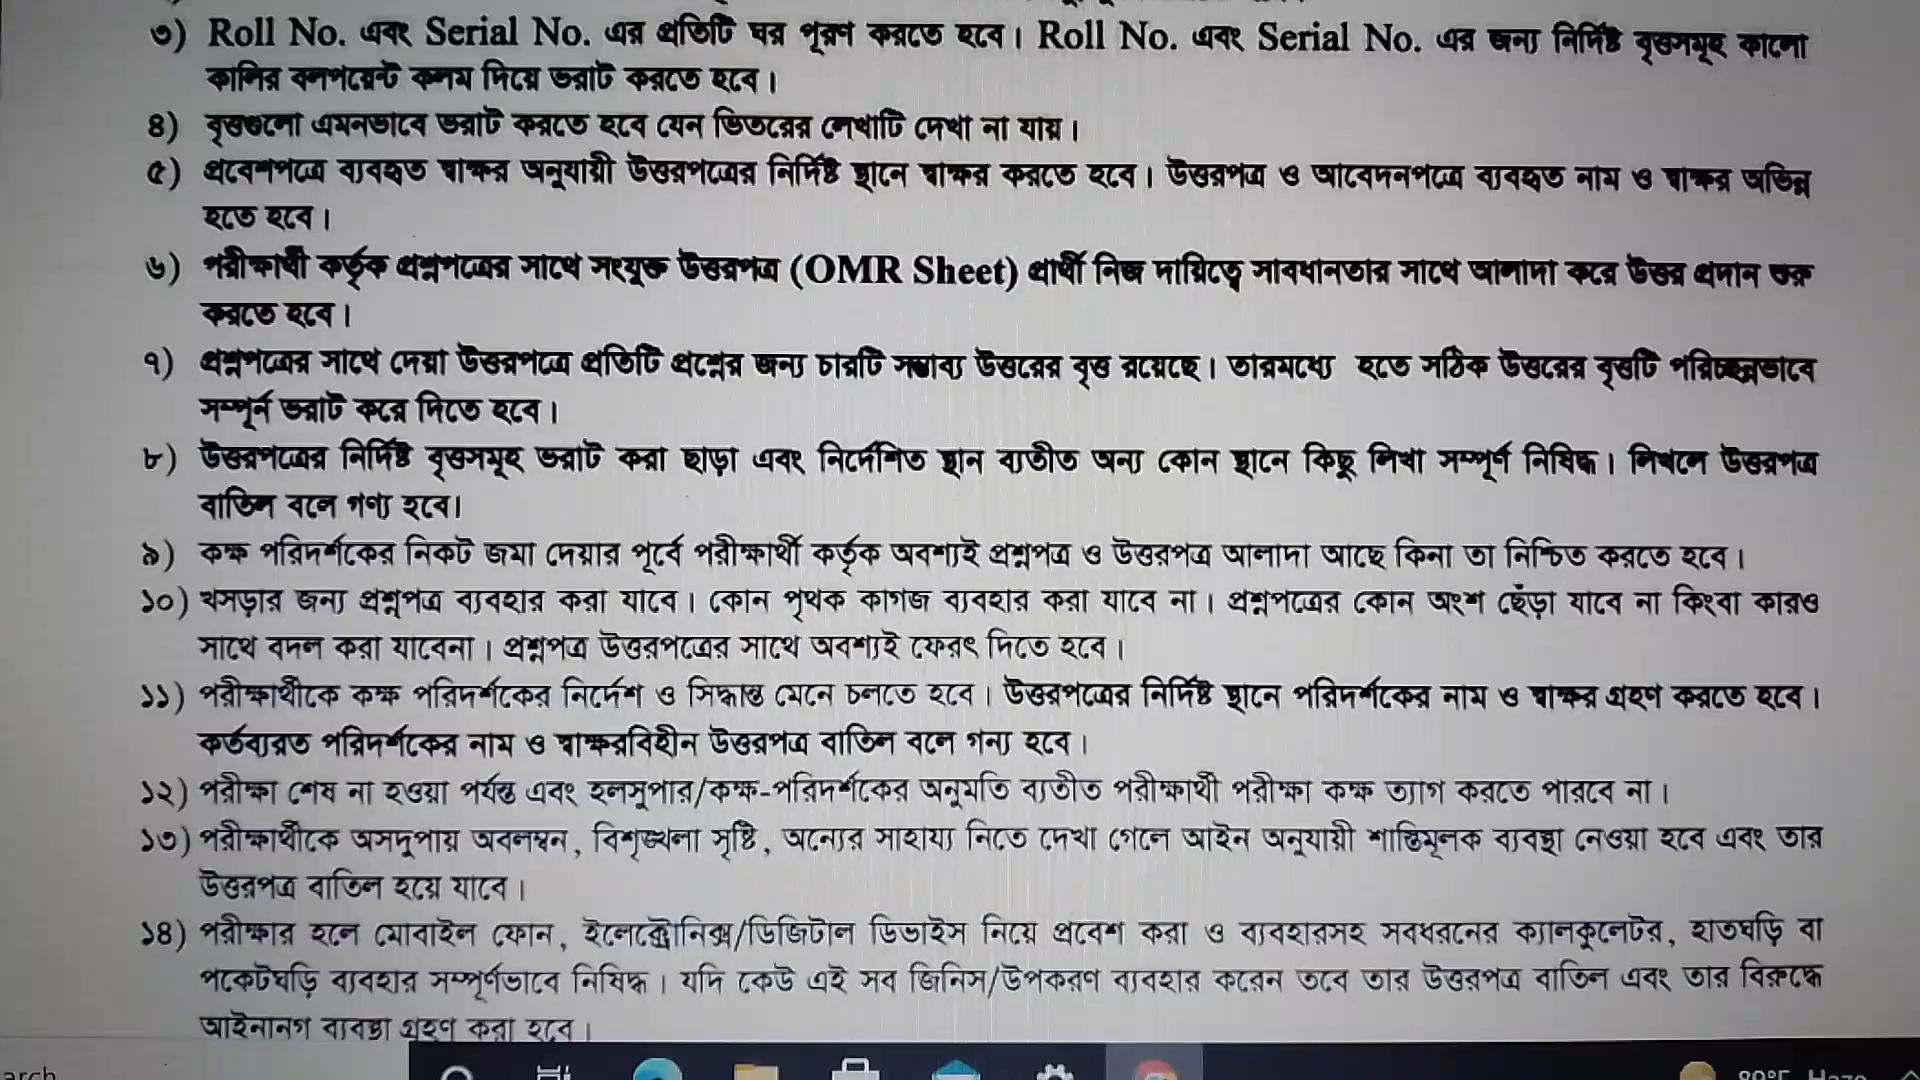 ৩) Roll No. এবং Serial No. এর প্রতিটি ঘর পূরণ করতে হবে। Roll No. এবং Serial No. এর জন্য নির্দিষ্ট বৃত্তসমূহ কালো
কালির বলপয়েন্ট কলম দিয়ে ভরাট করতে হবে।
৪) বৃত্তগুলো এমনভাবে ভরাট করতে হবে যেন ভিতরের লেখাটি দেখা না যায়।
৫) প্রবেশপত্রে ব্যবহৃত স্বাক্ষর অনুযায়ী উত্তরপত্রের নির্দিষ্ট স্থানে স্বাক্ষর করতে হবে। উত্তরপত্র ও আবেদনপত্রে ব্যবহৃত নাম ও স্বাক্ষর অভিন্ন
হতে হবে।
৬) পরীক্ষার্থী কর্তৃক প্রশ্নপত্রের সাথে সংযুক্ত উত্তরপত্র (OMR Sheet) প্রার্থী নিজ দায়িত্বে সাবধানতার সাথে আলাদা করে উত্তর প্রদান শুরু
করতে হবে।
৭) প্রশ্নপত্রের সাথে দেয়া উত্তরপত্রে প্রতিটি প্রশ্নের জন্য চারটি সম্ভাব্য উত্তরের বৃত্ত রয়েছে। তারমধ্যে হতে সঠিক উত্তরের বৃত্তটি পরিচ্ছন্নভাবে
সম্পূর্ন ভরাট করে দিতে হবে।
৮) উত্তরপত্রের নির্দিষ্ট বৃত্তসমূহ ভরাট করা ছাড়া এবং নির্দেশিত স্থান ব্যতীত অন্য কোন স্থানে কিছু লিখা সম্পূর্ণ নিষিদ্ধ। লিখলে উত্তরপত্র
বাতিল বলে গণ্য হবে।
৯) কক্ষ পরিদর্শকের নিকট জমা দেয়ার পূর্বে পরীক্ষার্থী কর্তৃক অবশ্যই প্রশ্নপত্র ও উত্তরপত্র আলাদা আছে কিনা তা নিশ্চিত করতে হবে।
১০) খসড়ার জন্য প্রশ্নপত্র ব্যবহার করা যাবে। কোন পৃথক কাগজ ব্যবহার করা যাবে না। প্রশ্নপত্রের কোন অংশ ছেঁড়া যাবে না কিংবা কারও
সাথে বদল করা যাবেনা। প্রশ্নপত্র উত্তরপত্রের সাথে অবশ্যই ফেরৎ দিতে হবে।
১১) পরীক্ষার্থীকে কক্ষ পরিদর্শকের নির্দেশ ও সিদ্ধান্ত মেনে চলতে হবে। উত্তরপত্রের নির্দিষ্ট স্থানে পরিদর্শকের নাম ও স্বাক্ষর গ্রহণ করতে হবে।
কর্তব্যরত পরিদর্শকের নাম ও স্বাক্ষরবিহীন উত্তরপত্র বাতিল বলে গন্য হবে।
১২) পরীক্ষা শেষ না হওয়া পর্যন্ত এবং হলসুপার/কক্ষ-পরিদর্শকের অনুমতি ব্যতীত পরীক্ষার্থী পরীক্ষা কক্ষ ত্যাগ করতে পারবে না।
১৩) পরীক্ষার্থীকে অসদুপায় অবলম্বন, বিশৃঙ্খলা সৃষ্টি, অন্যের সাহায্য নিতে দেখা গেলে আইন অনুযায়ী শাস্তিমূলক ব্যবস্থা নেওয়া হবে এবং তার
উত্তরপত্র বাতিল হয়ে যাবে।
১৪) পরীক্ষার হলে মোবাইল ফোন, ইলেক্ট্রোনিক্স/ডিজিটাল ডিভাইস নিয়ে প্রবেশ করা ও ব্যবহারসহ সবধরনের ক্যালকুলেটর, হাতঘড়ি বা
পকেটঘড়ি ব্যবহার সম্পূর্ণভাবে নিষিদ্ধ। যদি কেউ এই সব জিনিস/উপকরণ ব্যবহার করেন তবে তার উত্তরপত্র বাতিল এবং তার বিরুদ্ধে
আইনানগ ব্যবস্থা গ্রহণ করা হবে।